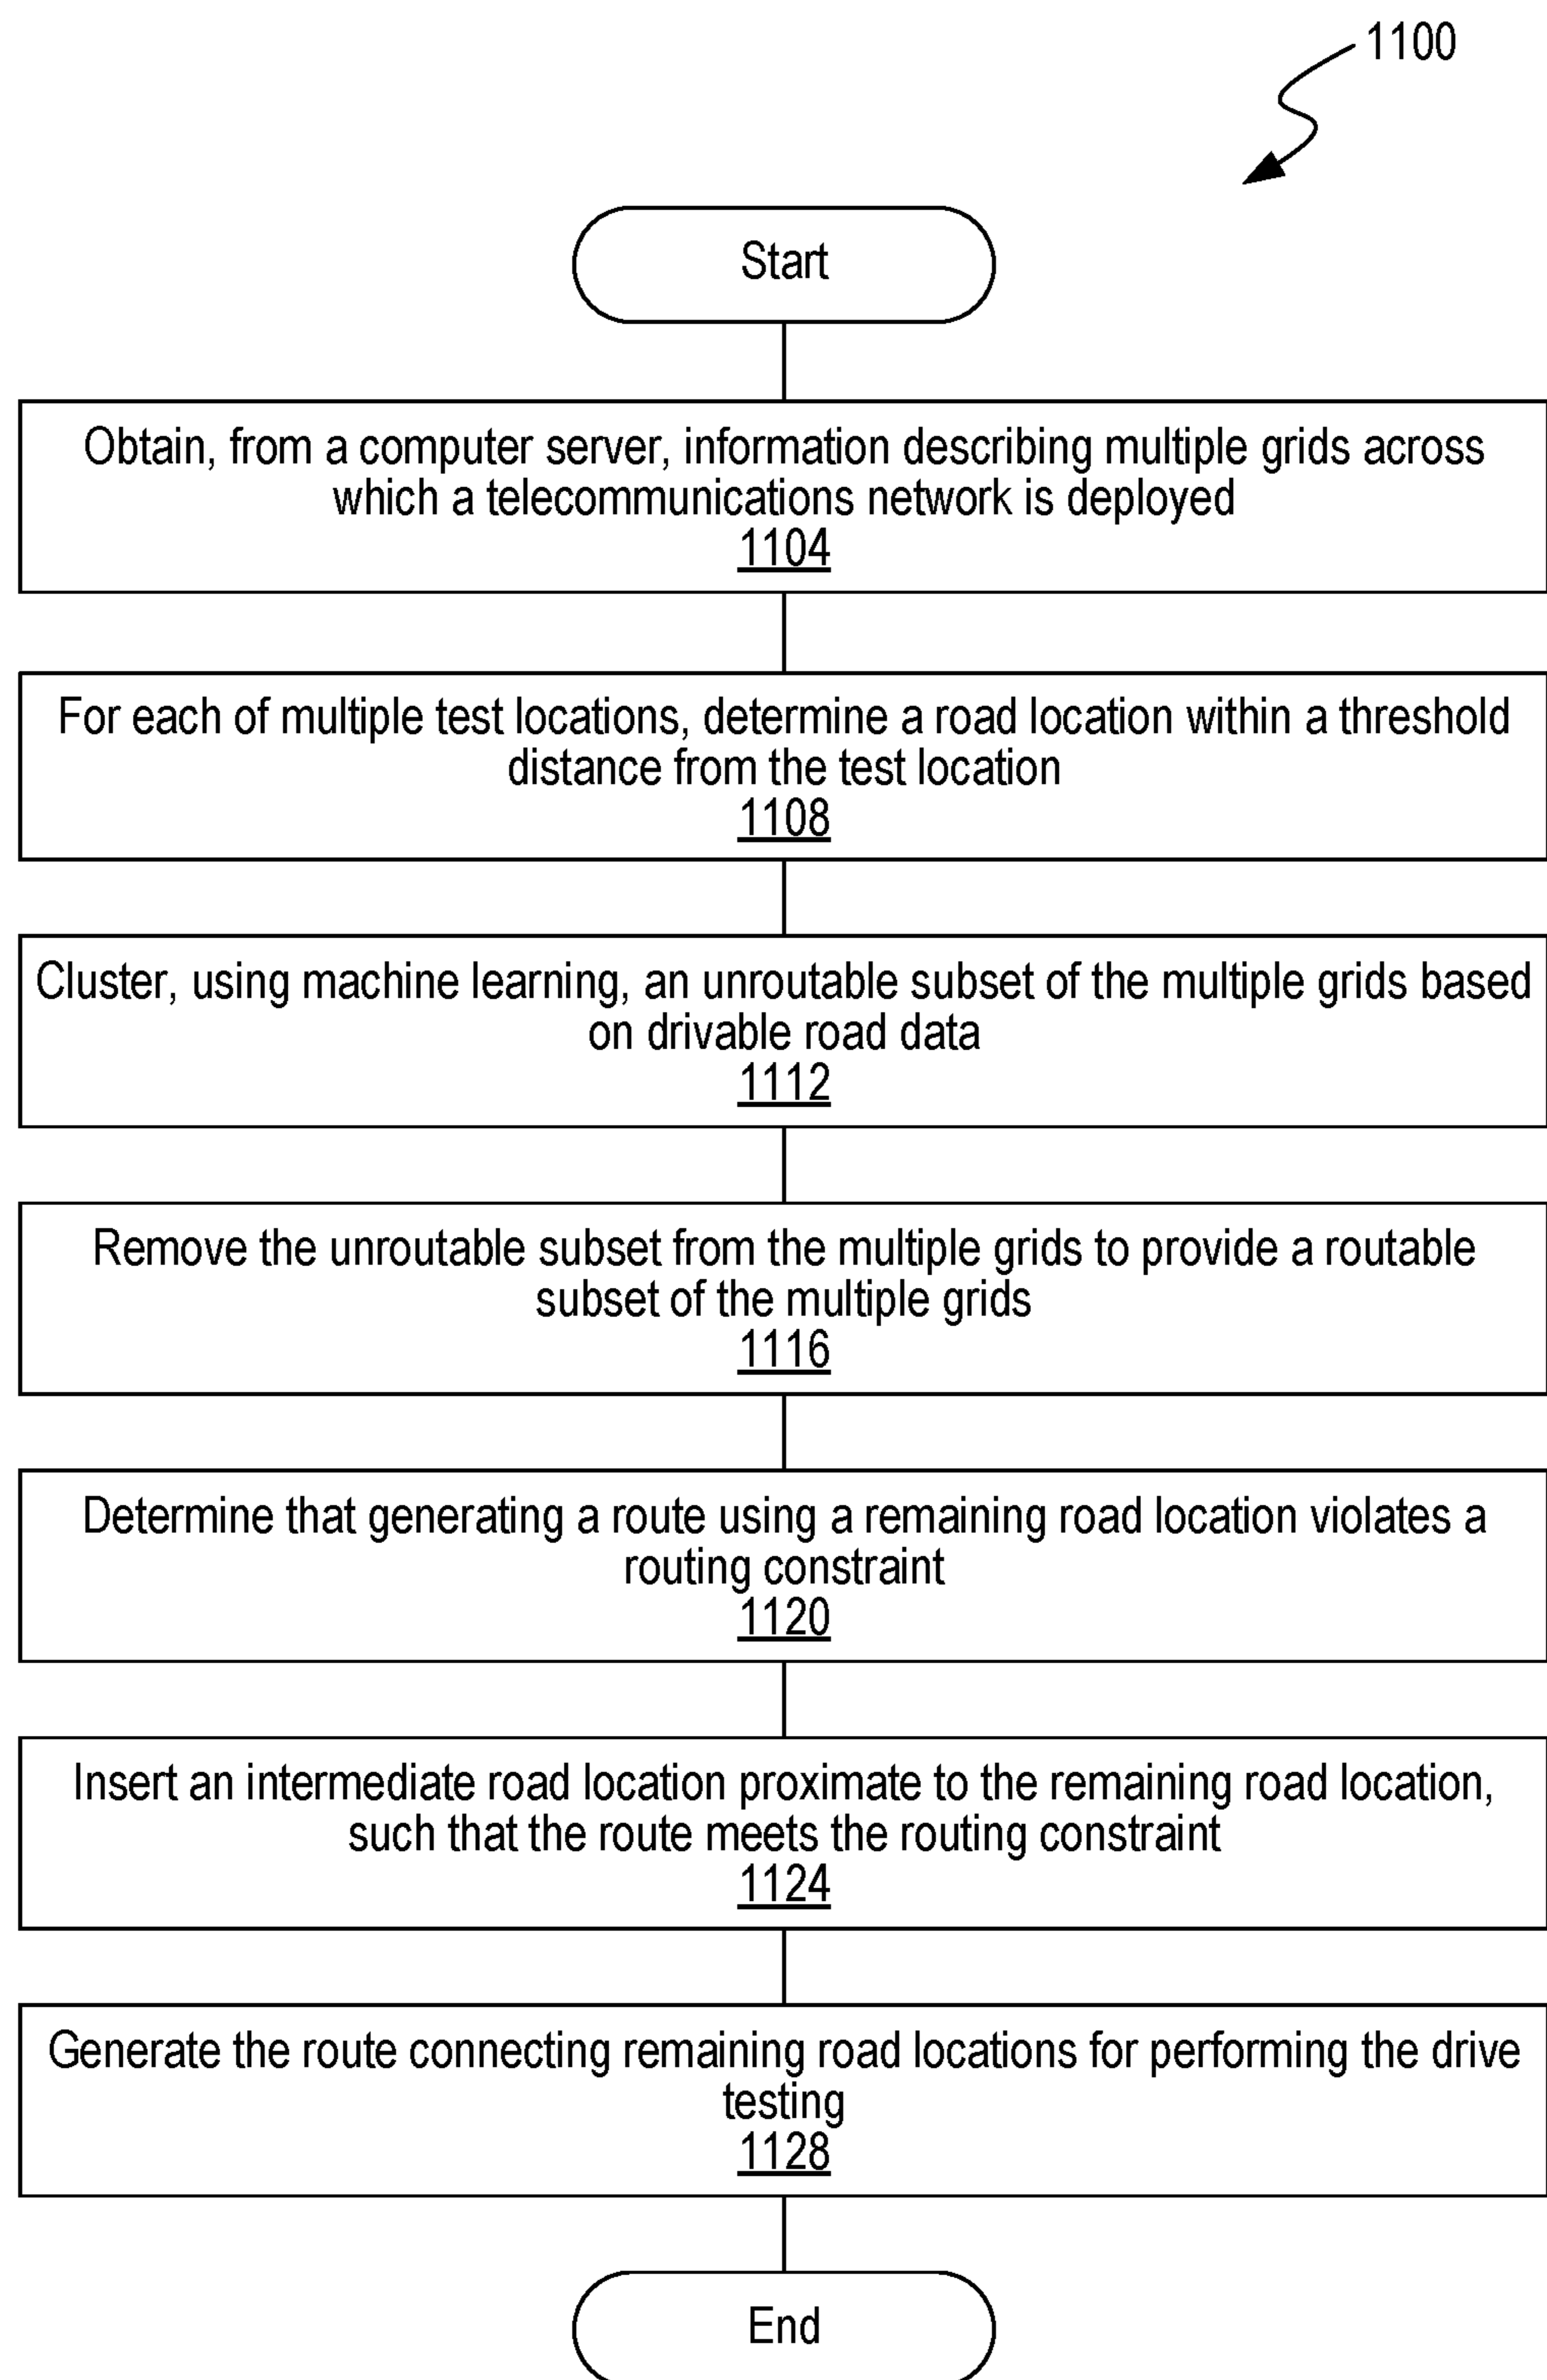 1100
Start
Obtain, from a computer server, information describing multiple grids across
which a telecommunications network is deployed
1104
For each of multiple test locations, determine a road location within a threshold
distance from the test location
1108
Cluster, using machine learning, an unroutable subset of the multiple grids based
on drivable road data
1112
Remove the unroutable subset from the multiple grids to provide a routable
subset of the multiple grids
1116
Determine that generating a route using a remaining road location violates a
routing constraint
1120
Insert an intermediate road location proximate to the remaining road location,
such that the route meets the routing constraint
1124
Generate the route connecting remaining road locations for performing the drive
testing
1128
End